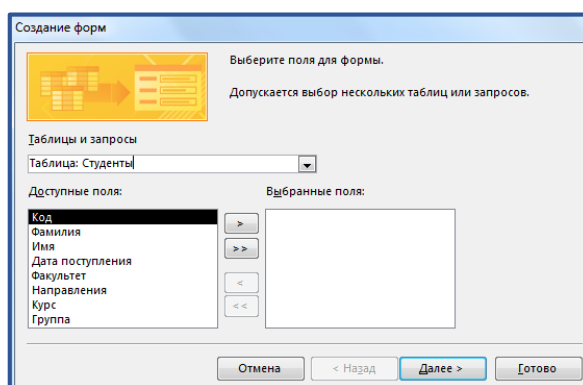 Создание форм
Выберите поля для формы.
Допускается выбор нескольких таблиц или запросов.
Таблицы и запросы
Таблица: Студенты
Доступные поля:
Выбранные поля:
Код
Фамилия
Имя
Дата поступления
Факультет
Направления
Курс
Группа
>
>>
<
<<
Отмена
< Назад
Далее >
Готово